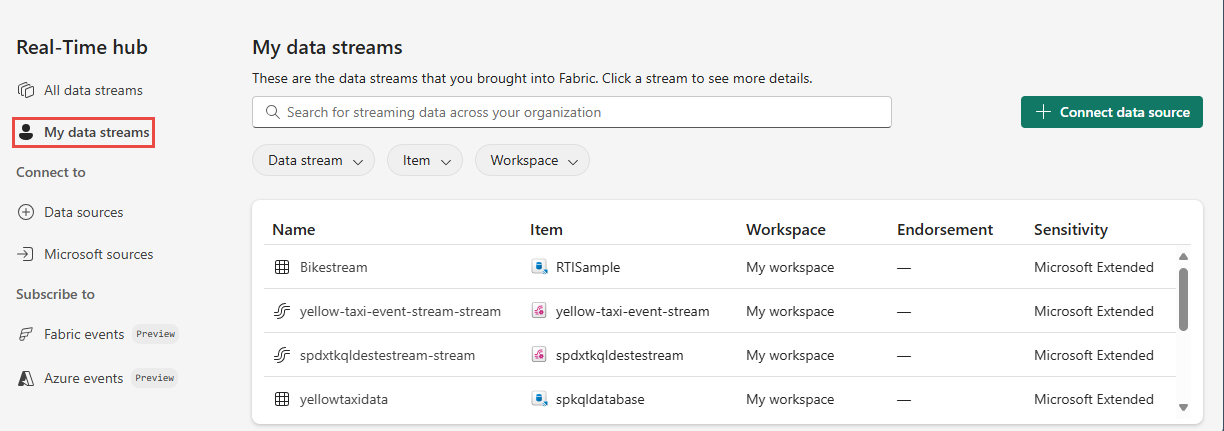 Real-Time hub
All data streams
My data streams
Connect to
Data sources
Microsoft sources
Subscribe to
Fabric events Preview
Azure events Preview
My data streams
These are the data streams that you brought into Fabric. Click a stream to see more details.
Search for streaming data across your organization
Connect data source
Data stream Item Workspace
Name Item Workspace Endorsement Sensitivity
Bikestream RTISample My workspace — Microsoft Extended
yellow-taxi-event-stream-stream yellow-taxi-event-stream My workspace — Microsoft Extended
spdxtkqldestestream-stream spdxtkqldestestream My workspace — Microsoft Extended
yellowtaxidata spkqldatabase My workspace — Microsoft Extended